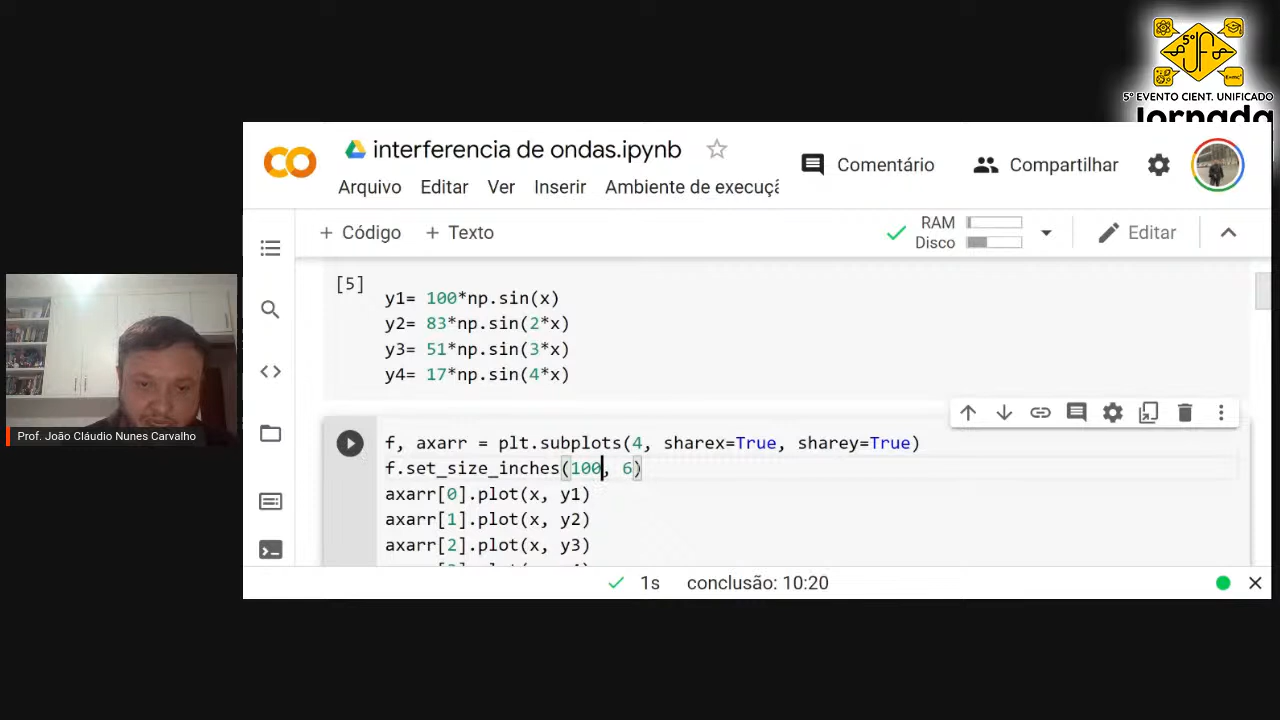 5º
5º EVENTO CIENT. UNIFICADO
Jornada
interferencia de ondas.ipynb
Comentário
Compartilhar
Arquivo Editar Ver Inserir Ambiente de execuçã
+ Código + Texto
RAM
Disco
Editar
[5]
y1= 100*np.sin(x)
y2= 83*np.sin(2*x)
y3= 51*np.sin(3*x)
y4= 17*np.sin(4*x)
f, axarr = plt.subplots(4, sharex=True, sharey=True)
f.set_size_inches(100, 6)
axarr[0].plot(x, y1)
axarr[1].plot(x, y2)
axarr[2].plot(x, y3)
1s conclusão: 10:20
Prof. João Cláudio Nunes Carvalho